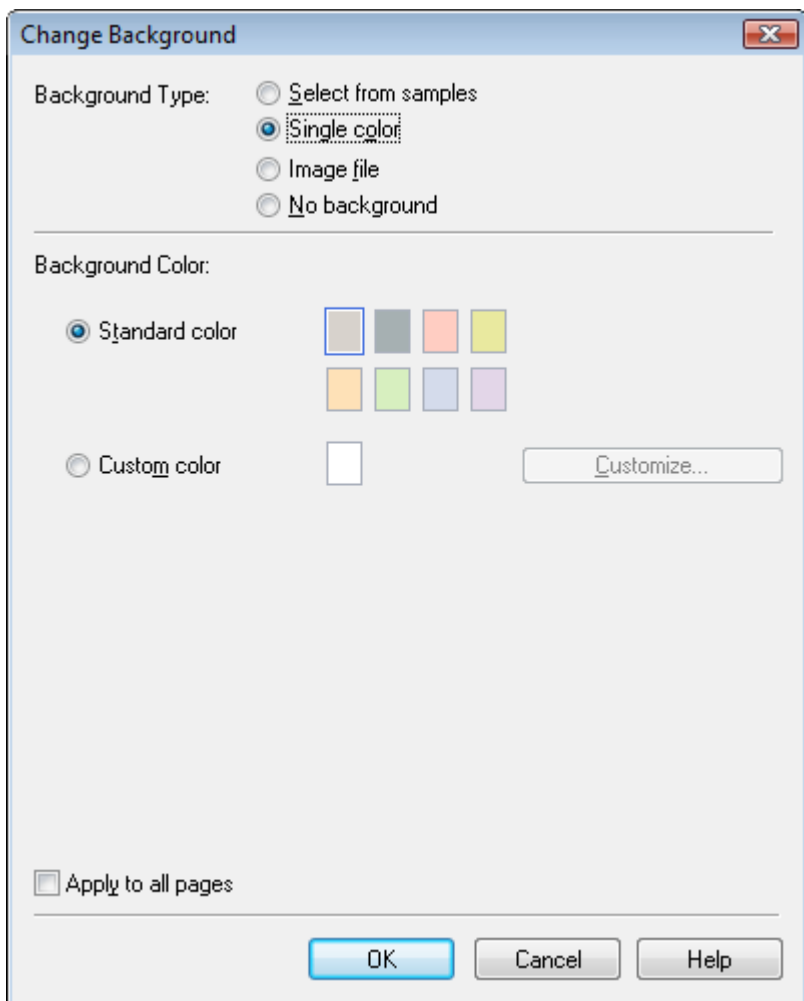 Change Background
Background Type: Select from samples
Single color
Image file
No background
Background Color:
Standard color
Custom color Customize...
Apply to all pages
OK Cancel Help